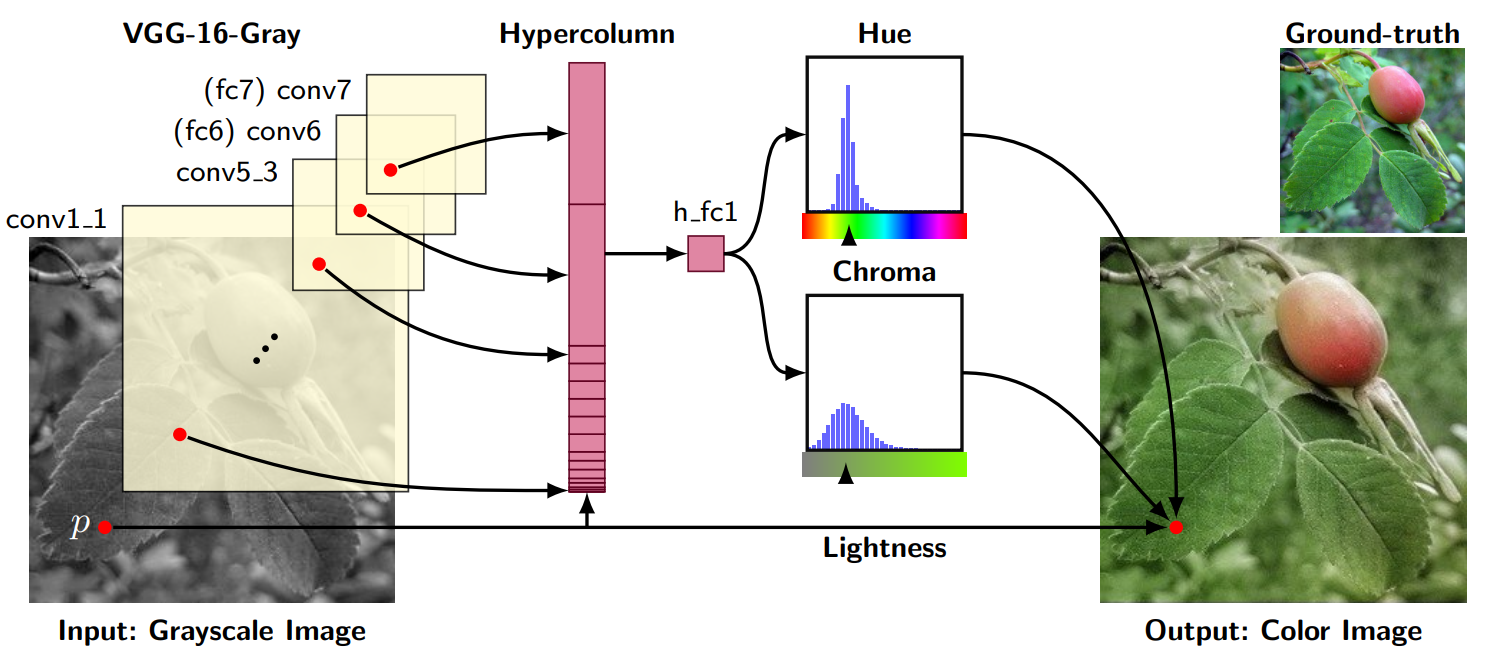 VGG-16-Gray
Hypercolumn
Hue
Ground-truth
(fc7) conv7
(fc6) conv6
conv5_3
conv1_1
h_fc1
Chroma
p
Lightness
Input: Grayscale Image
Output: Color Image